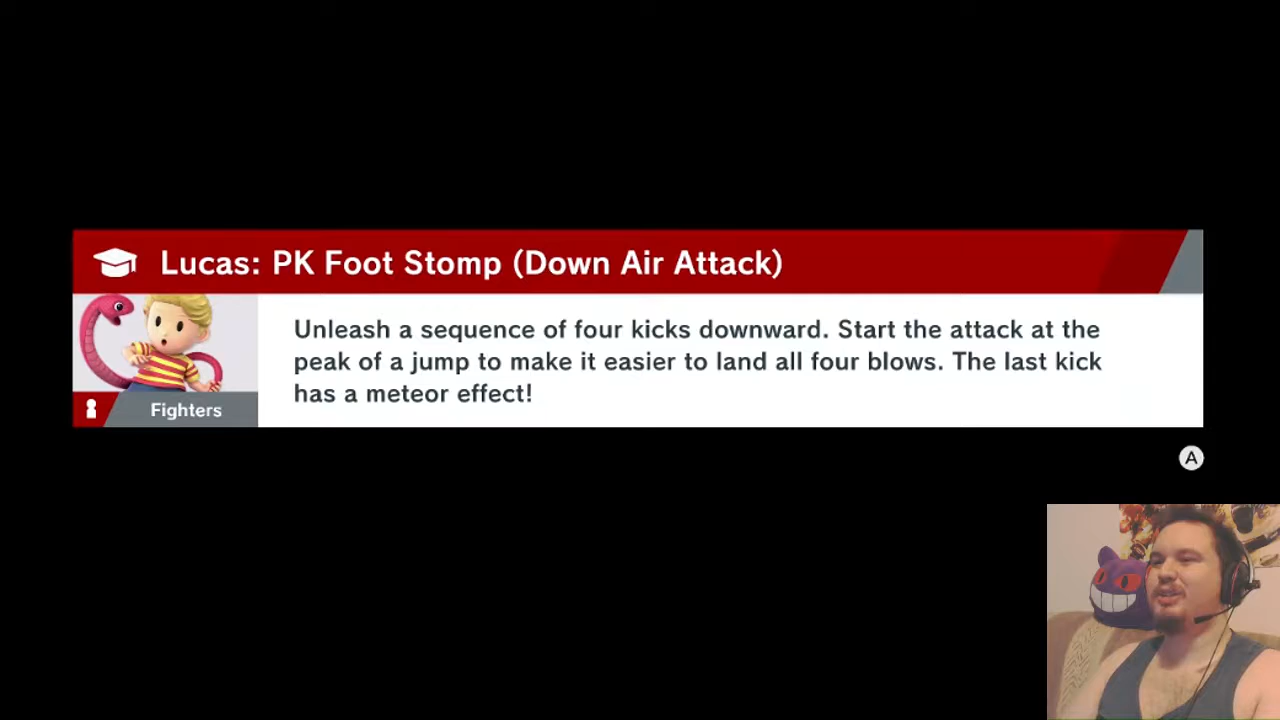 Lucas: PK Foot Stomp (Down Air Attack)
Unleash a sequence of four kicks downward. Start the attack at the
peak of a jump to make it easier to land all four blows. The last kick
has a meteor effect!
Fighters
A